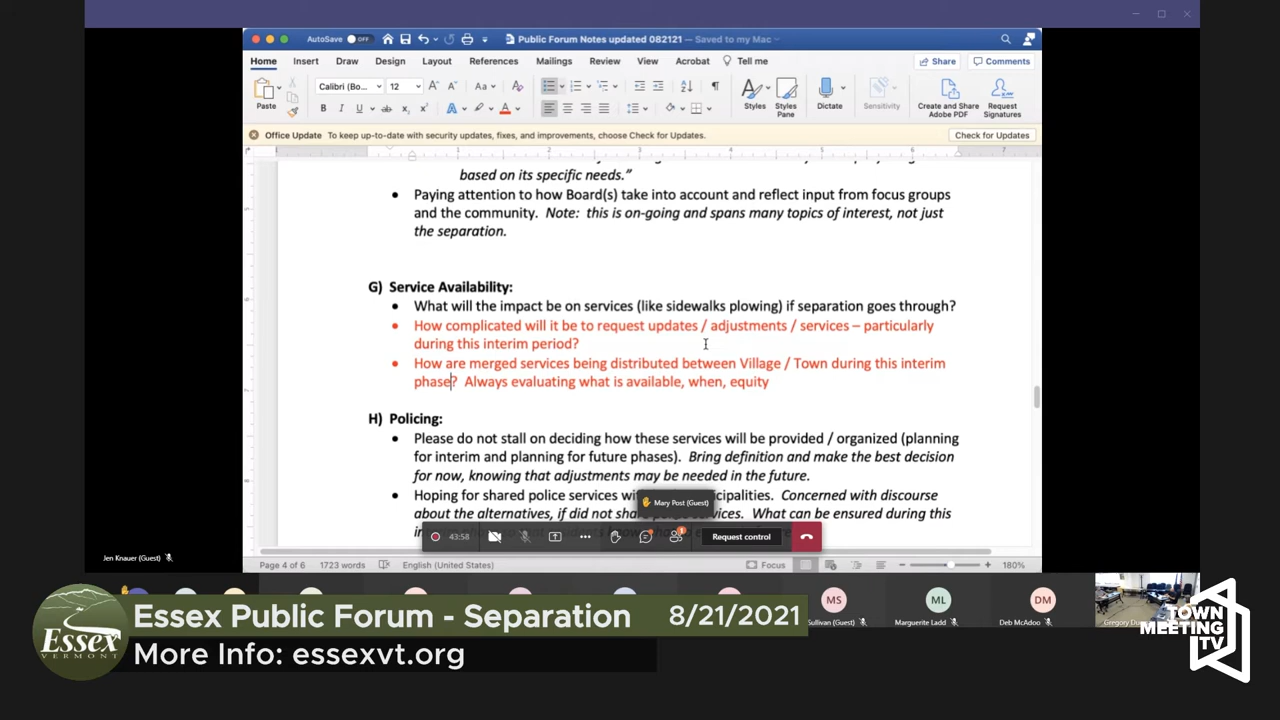 AutoSave OFF
Public Forum Notes updated 082121 — Saved to my Mac
Home Insert Draw Design Layout References Mailings Review View Acrobat Tell me
Share Comments
Paste
Calibri (Bo... 12
Styles
Styles Pane
Dictate
Sensitivity
Create and Share Adobe PDF
Request Signatures
Office Update To keep up-to-date with security updates, fixes, and improvements, choose Check for Updates.
Check for Updates
based on its specific needs.”
• Paying attention to how Board(s) take into account and reflect input from focus groups
and the community. Note: this is on-going and spans many topics of interest, not just
the separation.
G) Service Availability:
• What will the impact be on services (like sidewalks plowing) if separation goes through?
• How complicated will it be to request updates / adjustments / services – particularly
during this interim period?
• How are merged services being distributed between Village / Town during this interim
phase? Always evaluating what is available, when, equity
H) Policing:
• Please do not stall on deciding how these services will be provided / organized (planning
for interim and planning for future phases). Bring definition and make the best decision
for now, knowing that adjustments may be needed in the future.
• Hoping for shared police services wi
Mary Post (Guest)
cipalities. Concerned with discourse
about the alternatives, if did not
vices. What can be ensured during this
43:58
Request control
Jen Knauer (Guest)
Page 4 of 6 1723 words English (United States) Focus 180%
MS
ML
DM
Sullivan (Guest)
Marguerite Ladd
Deb McAdoo
Essex
VERMONT
Essex Public Forum - Separation 8/21/2021
More Info: essexvt.org
TOWN
MEETING
TV